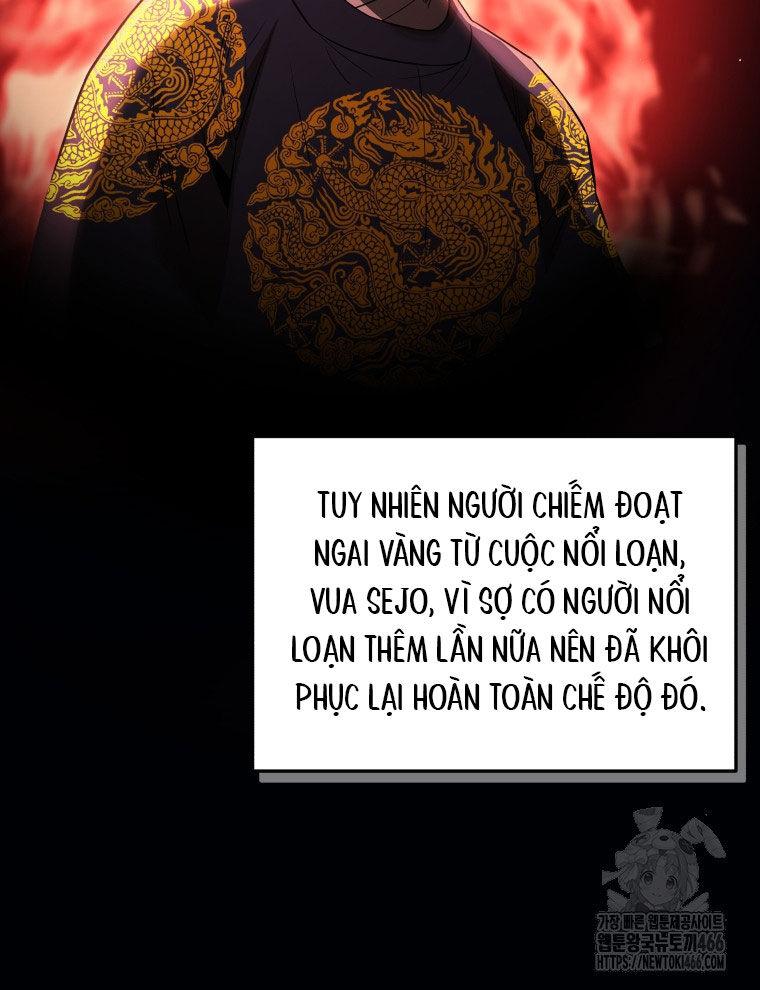 TUY NHIÊN NGƯỜI CHIẾM ĐOẠT
NGAI VÀNG TỪ CUỘC NỔI LOẠN,
VUA SEJO, VÌ SỢ CÓ NGƯỜI NỔI
LOẠN THÊM LẦN NỮA NÊN ĐÃ KHÔI
PHỤC LẠI HOÀN TOÀN CHẾ ĐỘ ĐÓ.
가장 빠른 웹툰제공사이트
웹툰왕국뉴토끼466
HTTPS://NEWTOKI466.COM